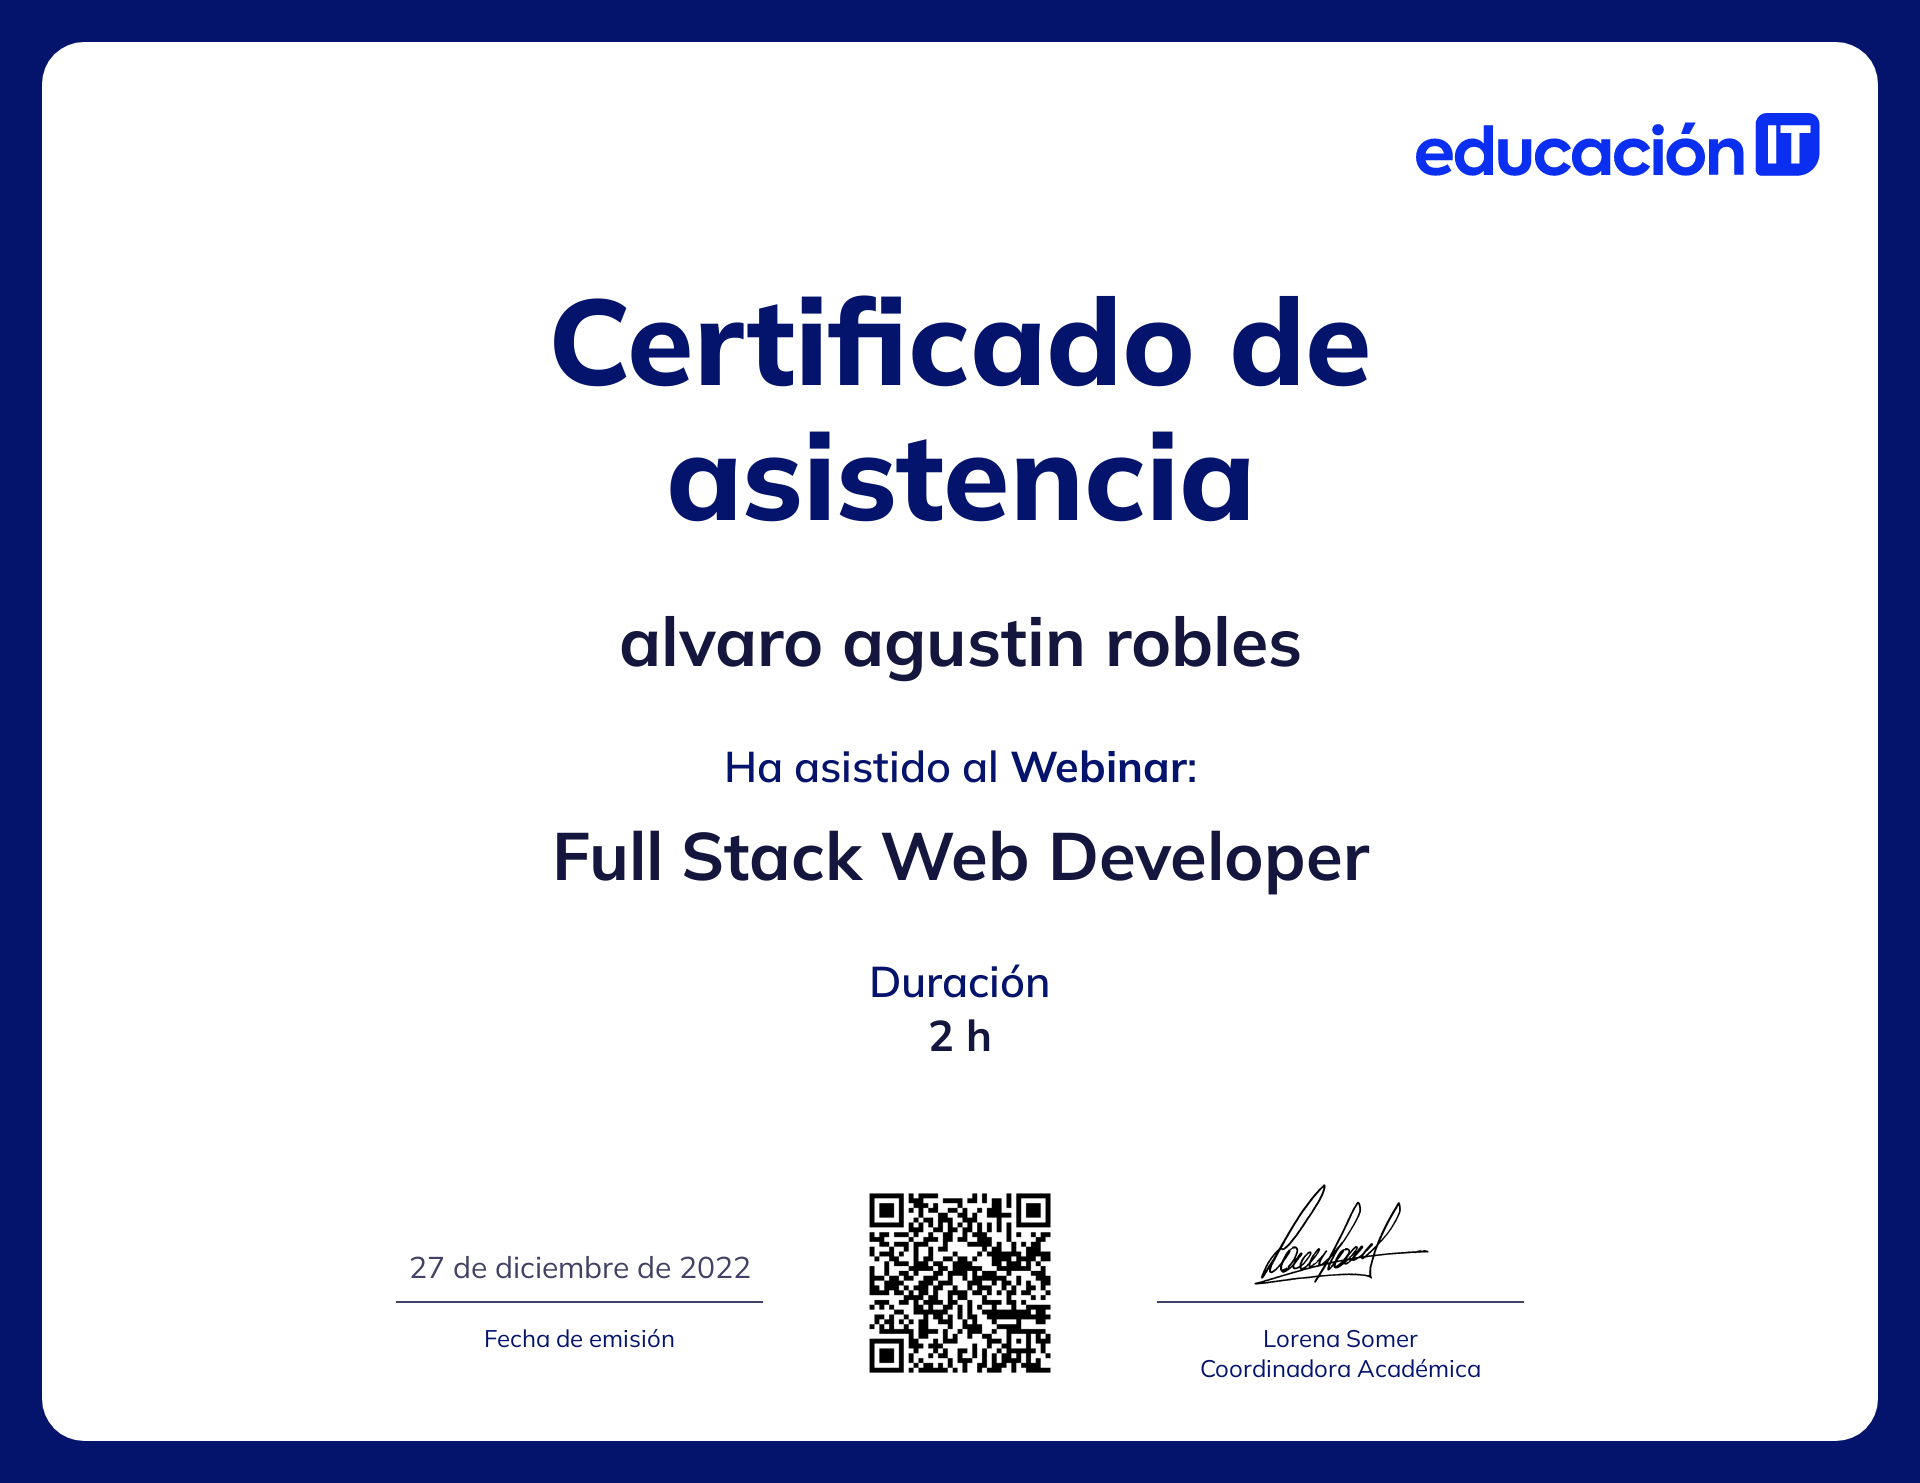 educación IT
Certificado de
asistencia
alvaro agustin robles
Ha asistido al Webinar:
Full Stack Web Developer
Duración
2 h
27 de diciembre de 2022
Fecha de emisión
Lorena Somer
Coordinadora Académica